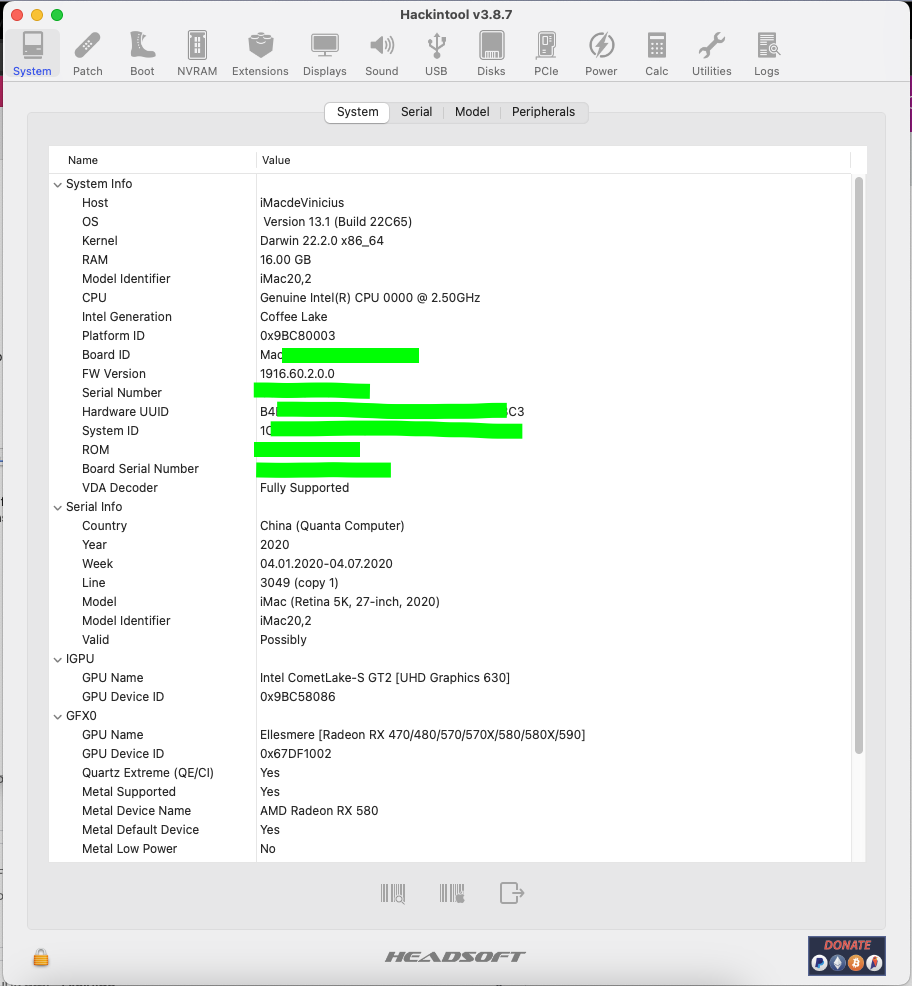 Hackintool v3.8.7
System Patch Boot NVRAM Extensions Displays Sound USB Disks PCIe Power Calc Utilities Logs
System Serial Model Peripherals
Name Value
System Info
Host iMacdeVinicius
OS Version 13.1 (Build 22C65)
Kernel Darwin 22.2.0 x86_64
RAM 16.00 GB
Model Identifier iMac20,2
CPU Genuine Intel(R) CPU 0000 @ 2.50GHz
Intel Generation Coffee Lake
Platform ID 0x9BC80003
Board ID Mac
FW Version 1916.60.2.0.0
Serial Number
Hardware UUID B4 C3
System ID 1C
ROM
Board Serial Number
VDA Decoder Fully Supported
Serial Info
Country China (Quanta Computer)
Year 2020
Week 04.01.2020-04.07.2020
Line 3049 (copy 1)
Model iMac (Retina 5K, 27-inch, 2020)
Model Identifier iMac20,2
Valid Possibly
IGPU
GPU Name Intel CometLake-S GT2 [UHD Graphics 630]
GPU Device ID 0x9BC58086
GFX0
GPU Name Ellesmere [Radeon RX 470/480/570/570X/580/580X/590]
GPU Device ID 0x67DF1002
Quartz Extreme (QE/CI) Yes
Metal Supported Yes
Metal Device Name AMD Radeon RX 580
Metal Default Device Yes
Metal Low Power No
HEADSOFT
DONATE